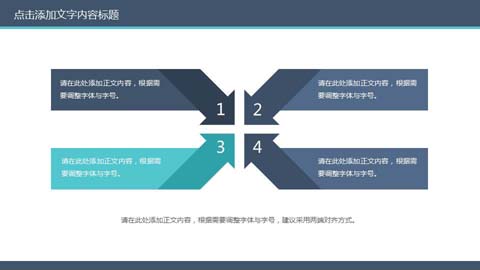 点击添加文字内容标题
请在此处添加正文内容，根据需
要调整字体与字号。
1
2
请在此处添加正文内容，根据需
要调整字体与字号。
请在此处添加正文内容，根据需
要调整字体与字号。
3
4
请在此处添加正文内容，根据需
要调整字体与字号。
请在此处添加正文内容，根据需要调整字体与字号，建议采用两端对齐方式。